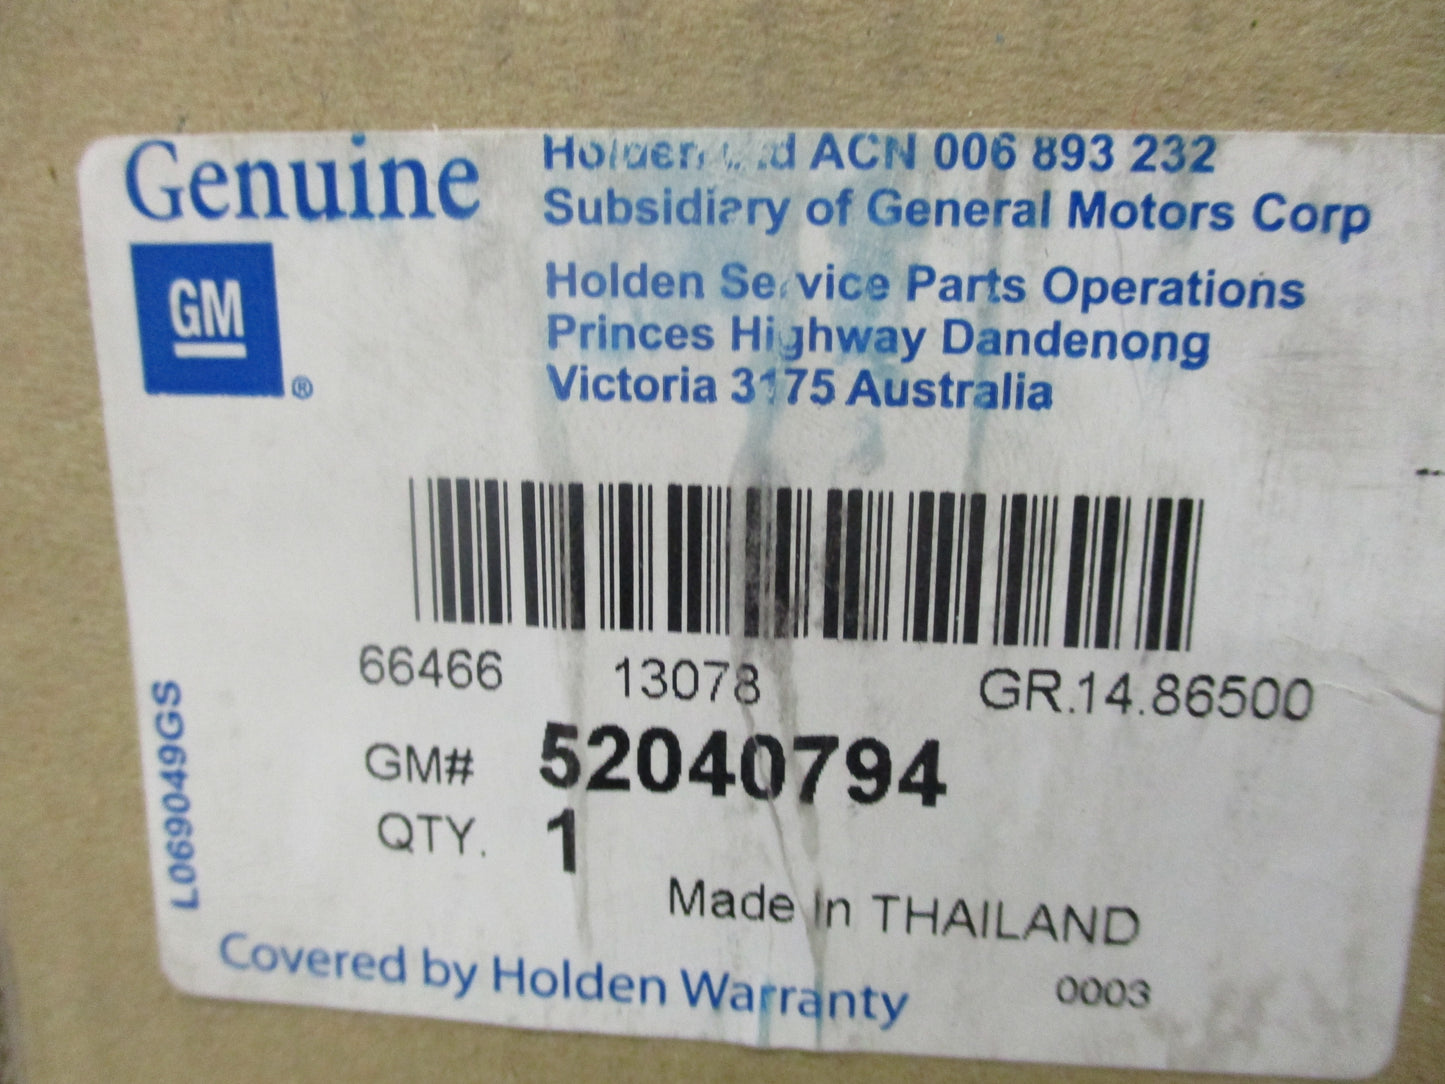 Genuine
GM
®
Holden Ltd ACN 006 893 232
Subsidiary of General Motors Corp
Holden Service Parts Operations
Princes Highway Dandenong
Victoria 3175 Australia
66466 13078 GR.14.86500
GM# 52040794
QTY. 1
Made In THAILAND
L069049GS
Covered by Holden Warranty
0003